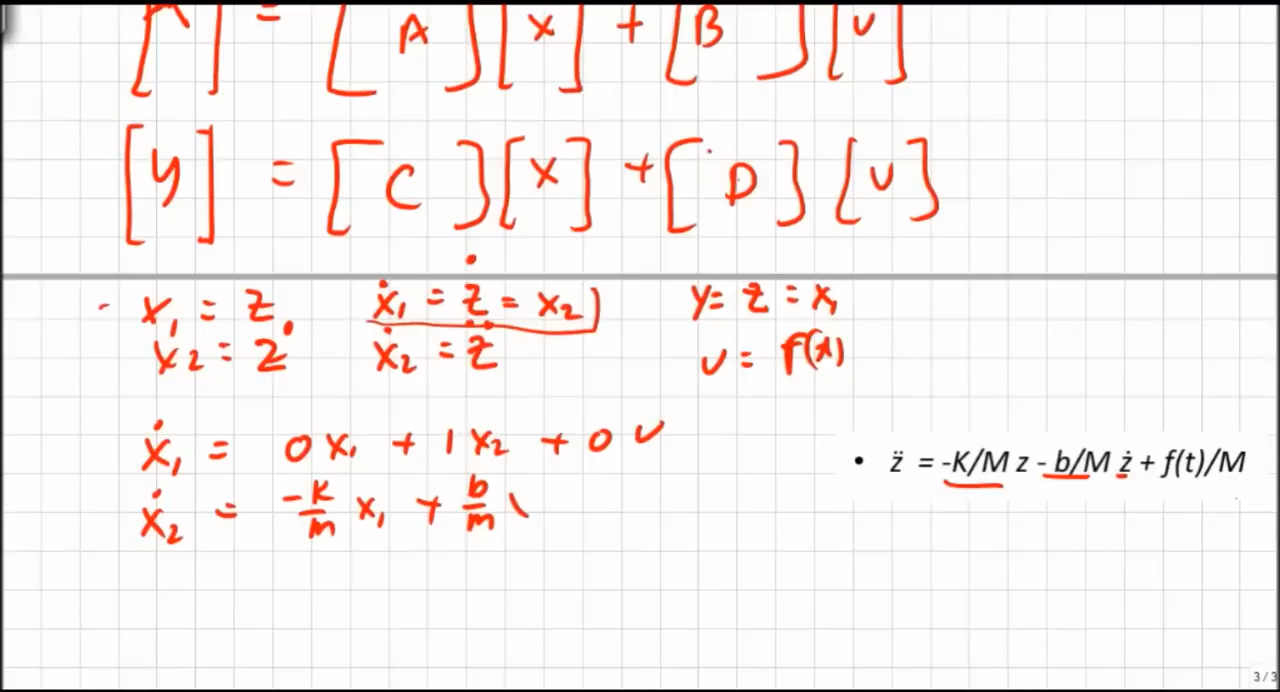 [Ẋ] = [A][x] + [B][u]
[y] = [C][x] + [D][u]
x₁ = z ẋ₁ = ż = x₂ y = z = x₁
x₂ = ż ẋ₂ = z̈ u = f(x)
ẋ₁ = 0x₁ + 1x₂ + 0u
ẋ₂ = -k/m x₁ + b/m
• z̈ = -K/M z - b/M ż + f(t)/M
3/3